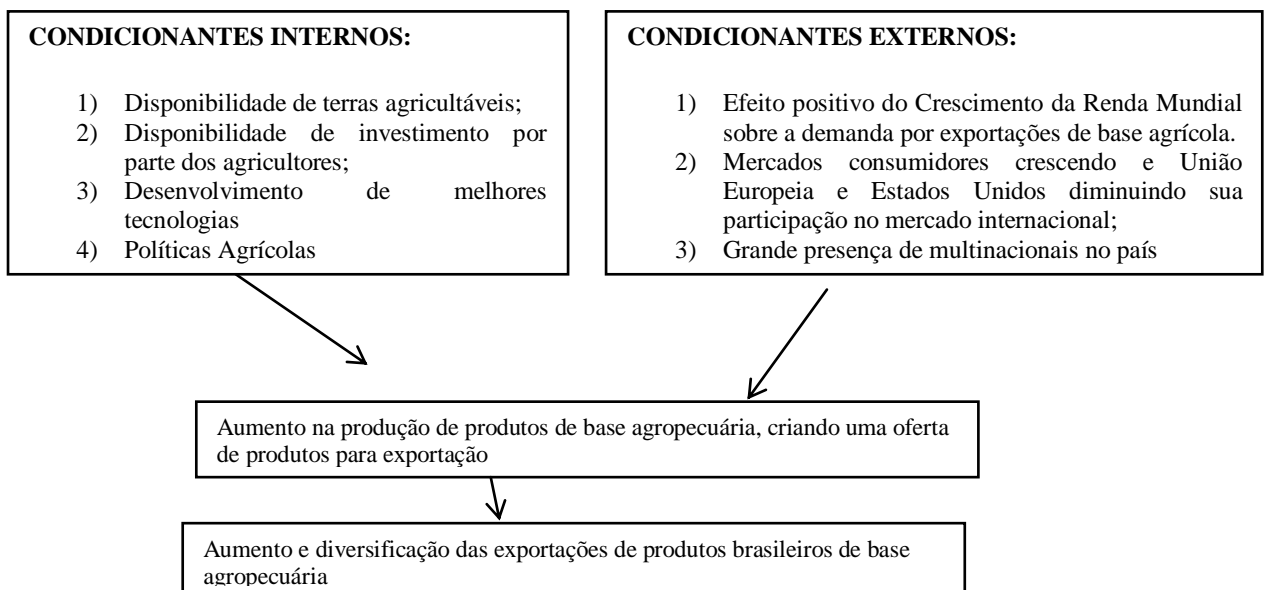 CONDICIONANTES INTERNOS:
1) Disponibilidade de terras agricultáveis;
2) Disponibilidade de investimento por
parte dos agricultores;
3) Desenvolvimento de melhores
tecnologias
4) Políticas Agrícolas
CONDICIONANTES EXTERNOS:
1) Efeito positivo do Crescimento da Renda Mundial
sobre a demanda por exportações de base agrícola.
2) Mercados consumidores crescendo e União
Europeia e Estados Unidos diminuindo sua
participação no mercado internacional;
3) Grande presença de multinacionais no país
Aumento na produção de produtos de base agropecuária, criando uma oferta
de produtos para exportação
Aumento e diversificação das exportações de produtos brasileiros de base
agropecuária